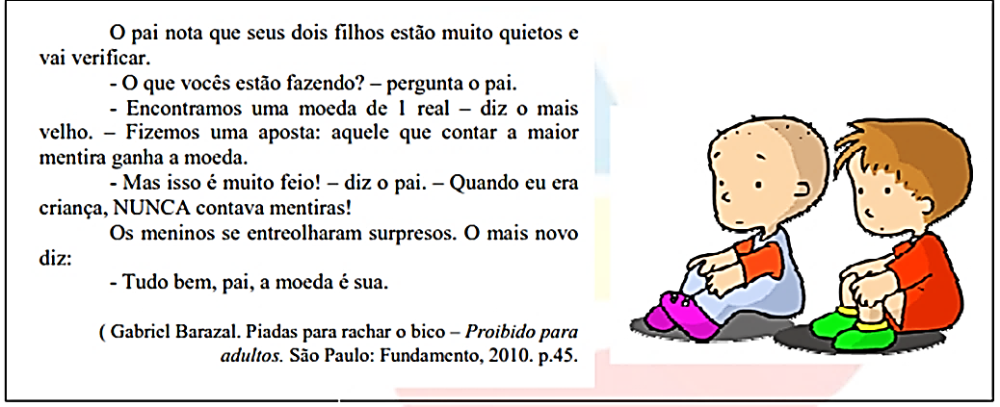 O pai nota que seus dois filhos estão muito quietos e
vai verificar.
- O que vocês estão fazendo? – pergunta o pai.
- Encontramos uma moeda de 1 real – diz o mais
velho. – Fizemos uma aposta: aquele que contar a maior
mentira ganha a moeda.
- Mas isso é muito feio! – diz o pai. – Quando eu era
criança, NUNCA contava mentiras!
Os meninos se entreolharam surpresos. O mais novo
diz:
- Tudo bem, pai, a moeda é sua.
( Gabriel Barazal. Piadas para rachar o bico – Proibido para
adultos. São Paulo: Fundamento, 2010. p.45.